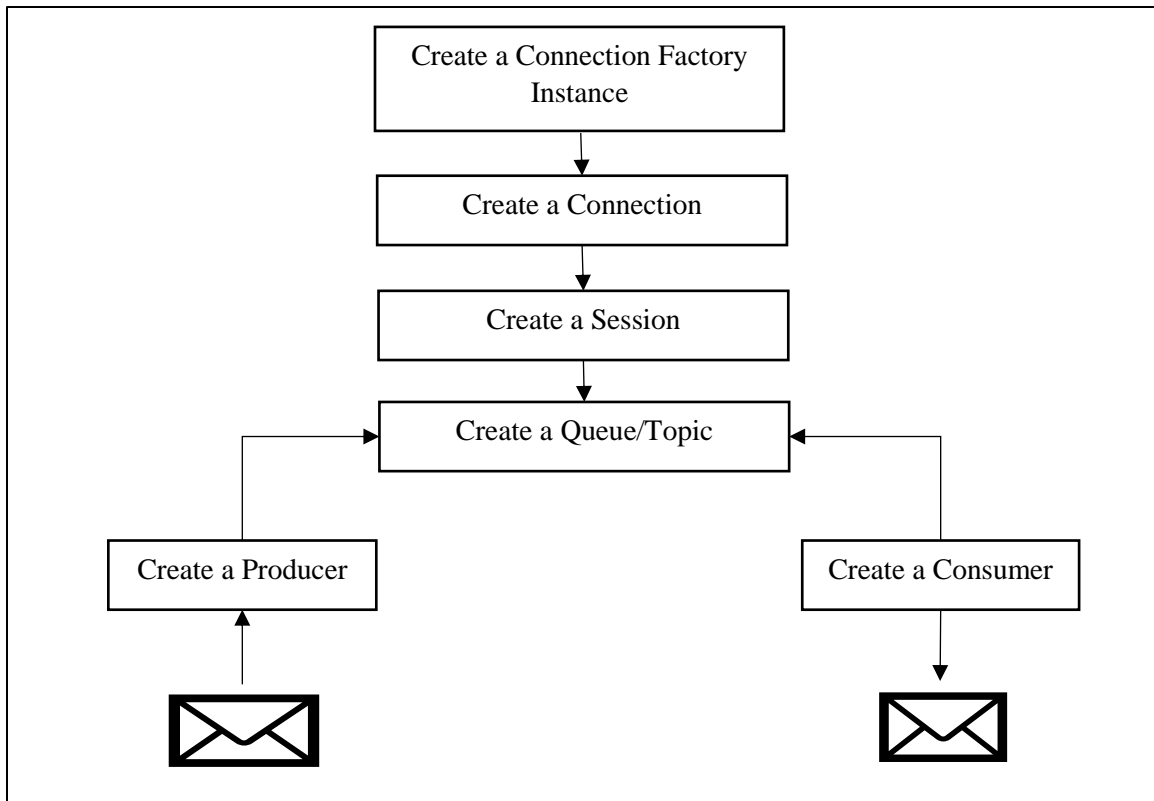 Create a Connection Factory
Instance
Create a Connection
Create a Session
Create a Queue/Topic
Create a Producer
Create a Consumer